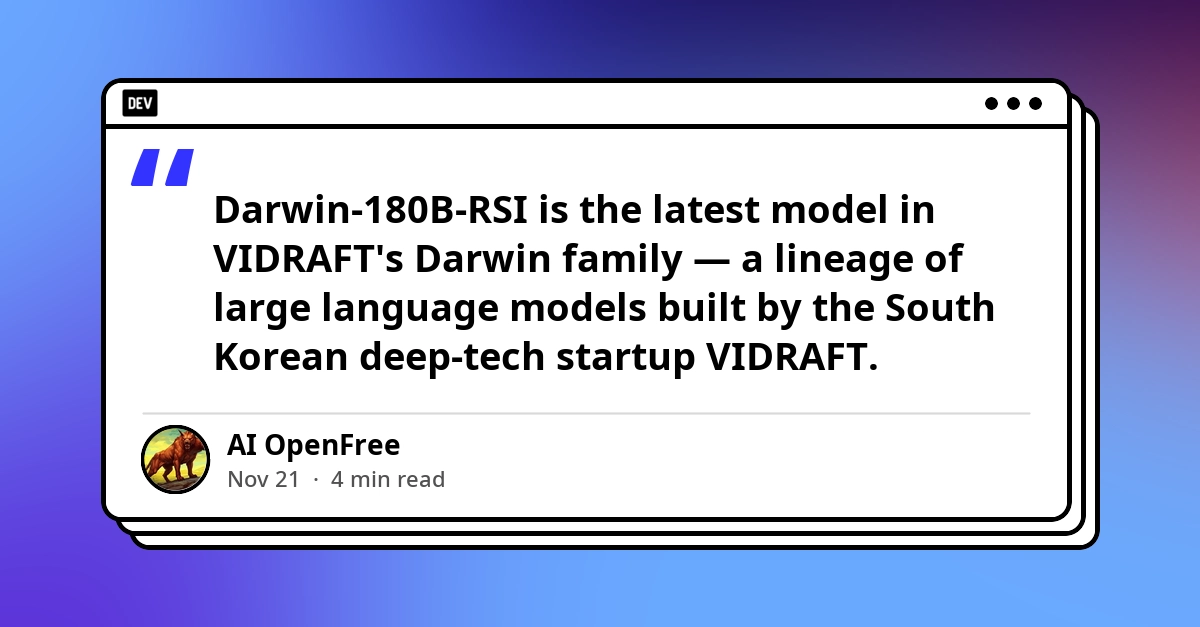 DEV
“
Darwin-180B-RSI is the latest model in
VIDRAFT's Darwin family — a lineage of
large language models built by the South
Korean deep-tech startup VIDRAFT.
AI OpenFree
Nov 21 · 4 min read